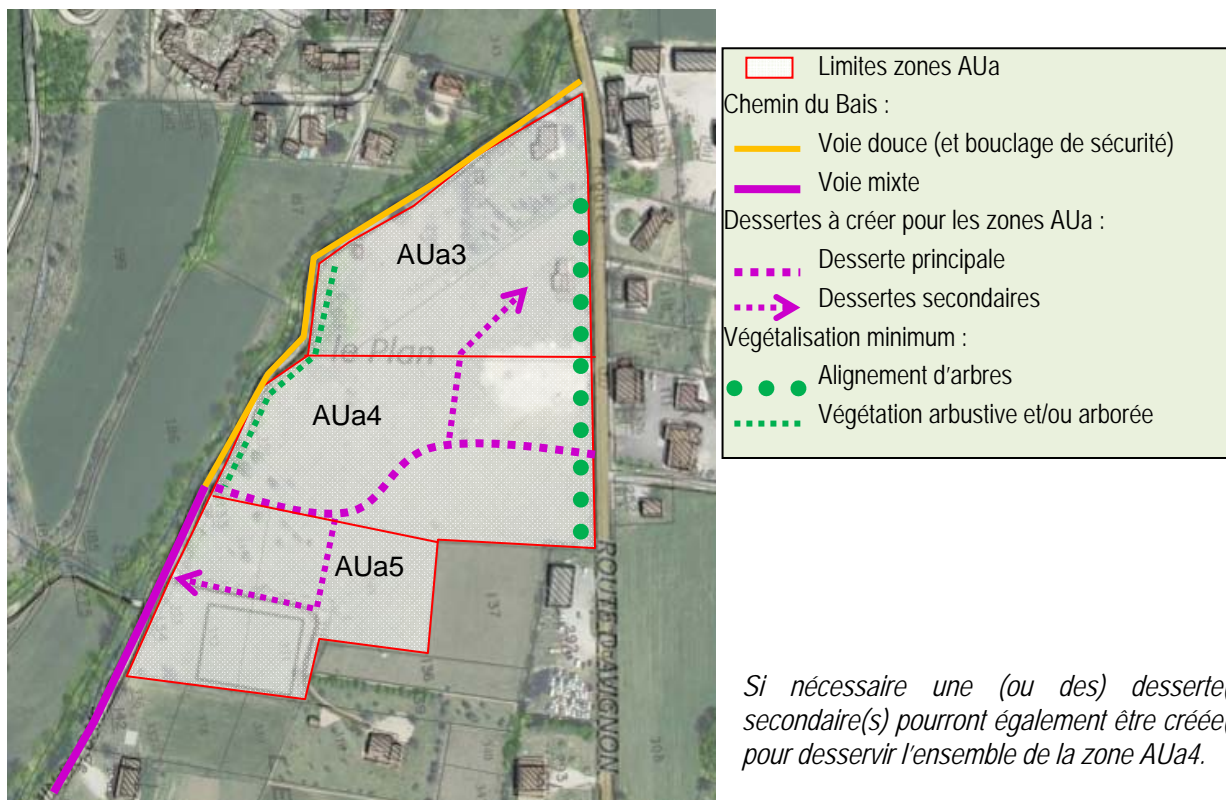 AUa3
le Plan
AUa4
AUa5
ROUTE D'AVIGNON
137
Limites zones AUa
Chemin du Bais :
Voie douce (et bouclage de sécurité)
Voie mixte
Dessertes à créer pour les zones AUa :
Desserte principale
Dessertes secondaires
Végétalisation minimum :
Alignement d'arbres
Végétation arbustive et/ou arborée
Si nécessaire une (ou des) desserte(
secondaire(s) pourront également être créée(
pour desservir l'ensemble de la zone AUa4.